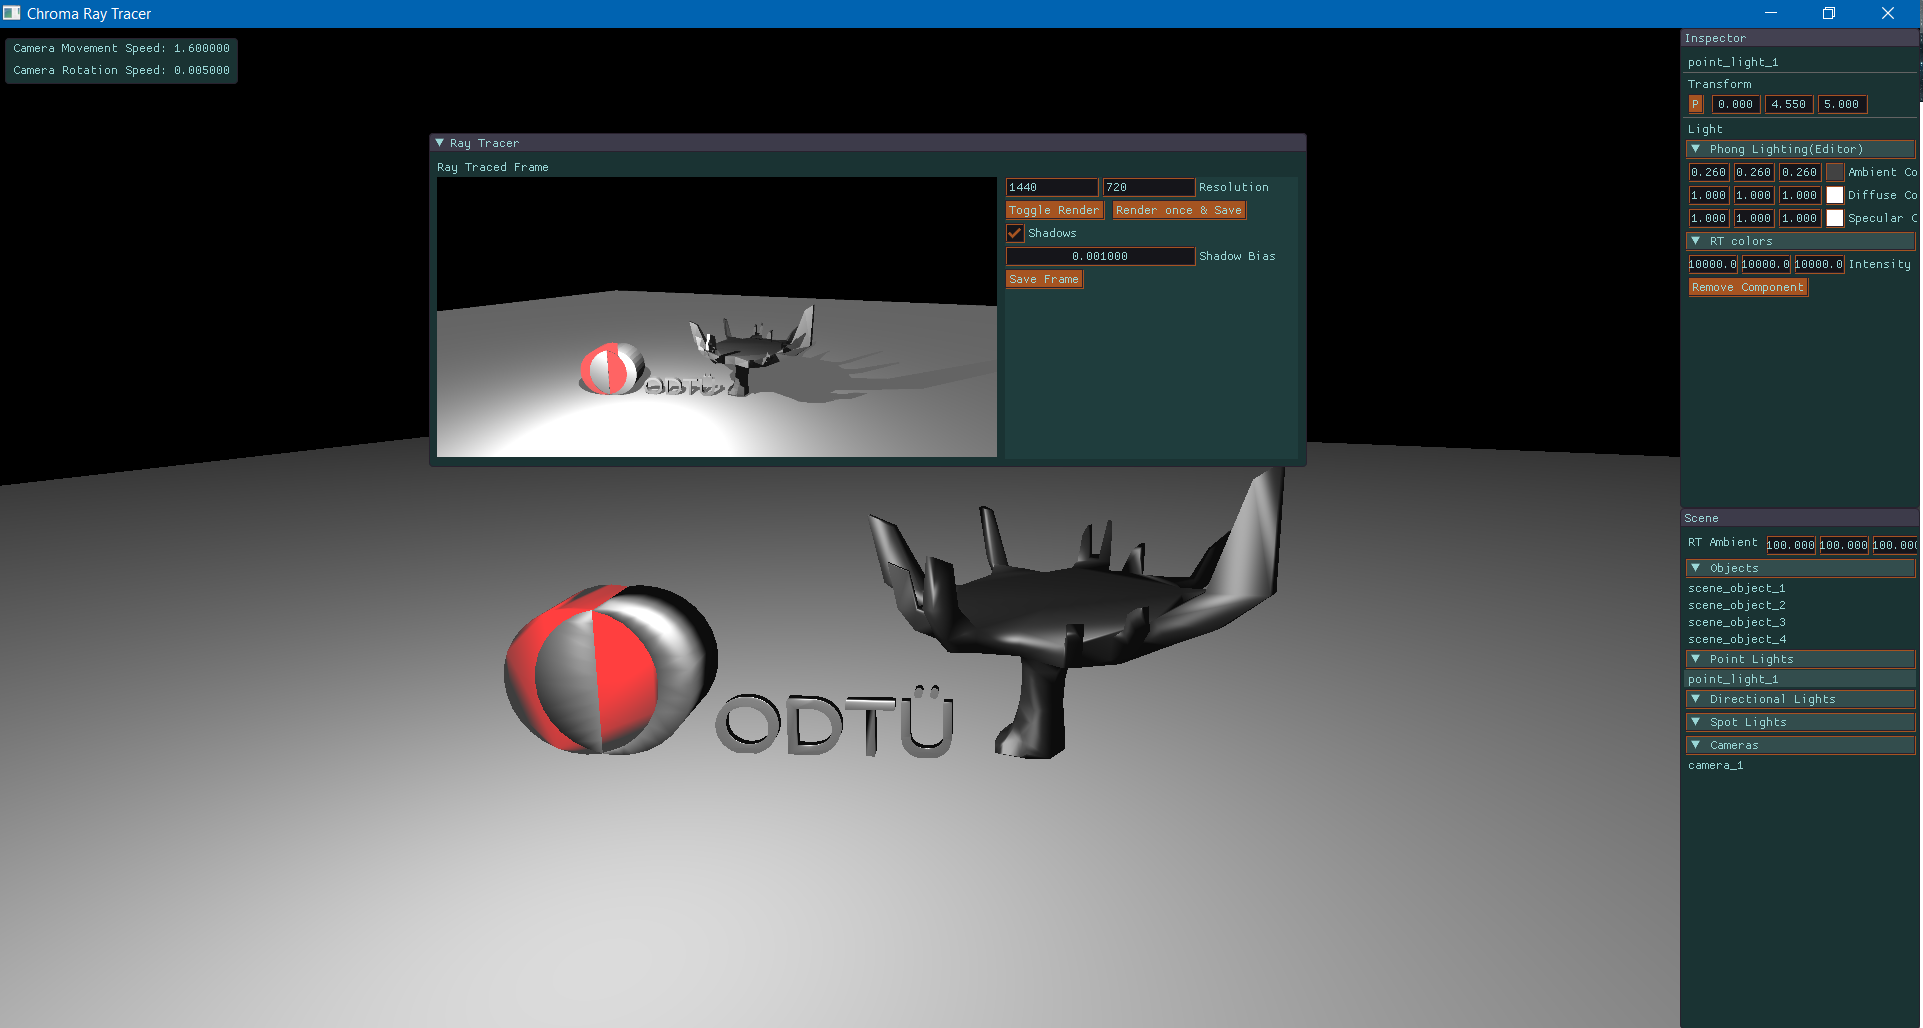 Chroma Ray Tracer
Camera Movement Speed: 1.600000
Camera Rotation Speed: 0.005000
Ray Tracer
Ray Traced Frame
1440 720 Resolution
Toggle Render Render once & Save
Shadows
0.001000 Shadow Bias
Save Frame
ODTÜ
ODTÜ
Inspector
point_light_1
Transform
P 0.000 4.550 5.000
Light
Phong Lighting(Editor)
0.260 0.260 0.260 Ambient Co
1.000 1.000 1.000 Diffuse Co
1.000 1.000 1.000 Specular C
RT colors
10000.0 10000.0 10000.0 Intensity
Remove Component
Scene
RT Ambient 100.000 100.000 100.000
Objects
scene_object_1
scene_object_2
scene_object_3
scene_object_4
Point Lights
point_light_1
Directional Lights
Spot Lights
Cameras
camera_1